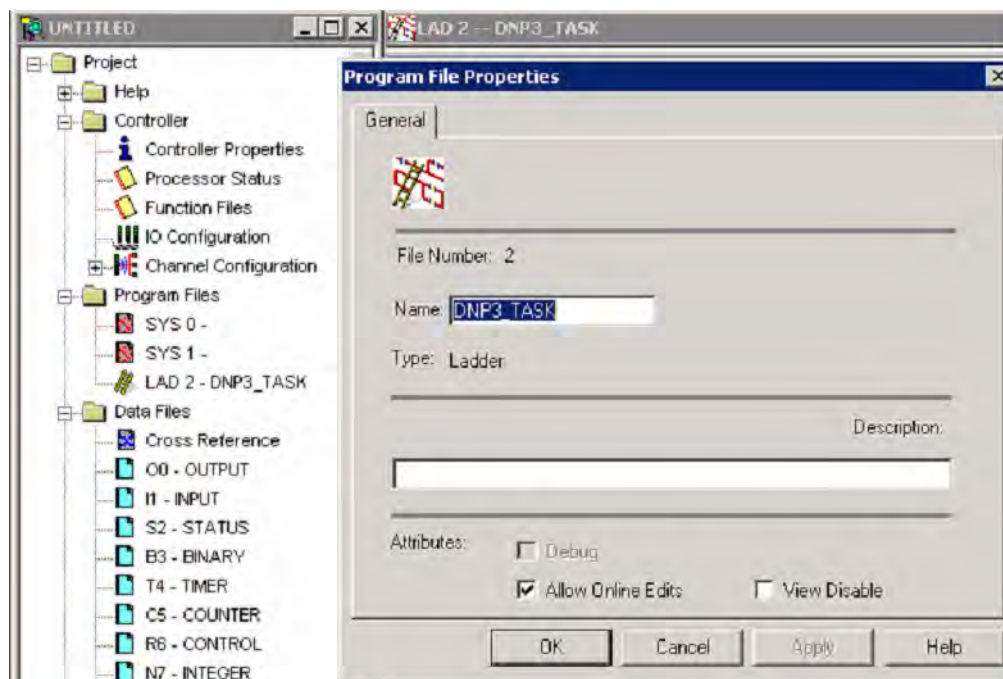 UNTITLED
Project
Help
Controller
Controller Properties
Processor Status
Function Files
IO Configuration
Channel Configuration
Program Files
SYS 0 -
SYS 1 -
LAD 2 - DNP3_TASK
Data Files
Cross Reference
O0 - OUTPUT
I1 - INPUT
S2 - STATUS
B3 - BINARY
T4 - TIMER
C5 - COUNTER
R6 - CONTROL
N7 - INTEGER
LAD 2 -- DNP3_TASK
Program File Properties
General
File Number: 2
Name: DNP3_TASK
Type: Ladder
Description:
Attributes:
Debug
Allow Online Edits
View Disable
OK
Cancel
Apply
Help